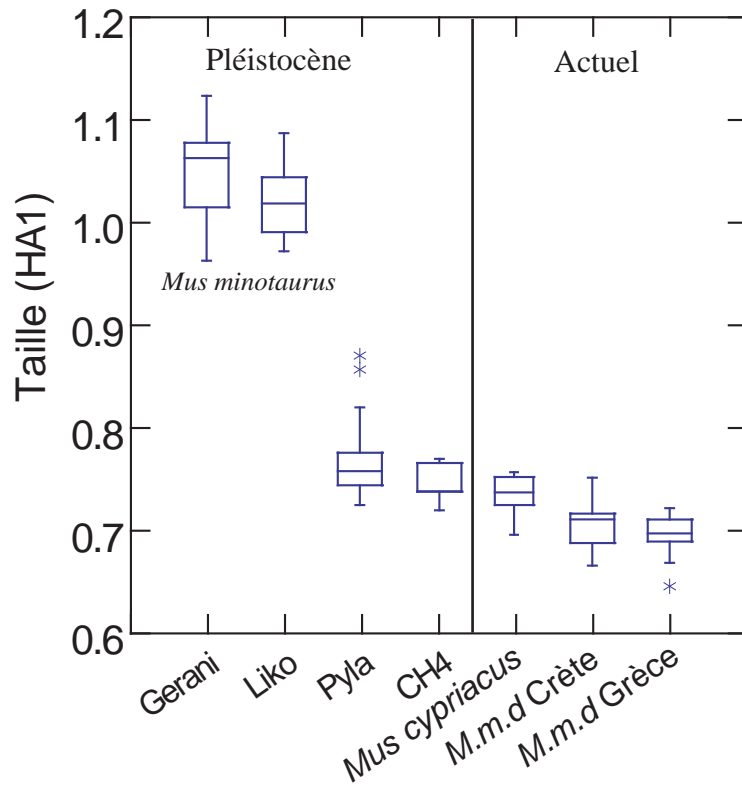 1.2
Pléistocène
Actuel
1.1
1.0
Mus minotaurus
0.9
0.8
0.7
0.6
Taille (HA1)
Gerani
Liko
Pyla
CH4
Mus cypriacus
M.m.d Crète
M.m.d Grèce